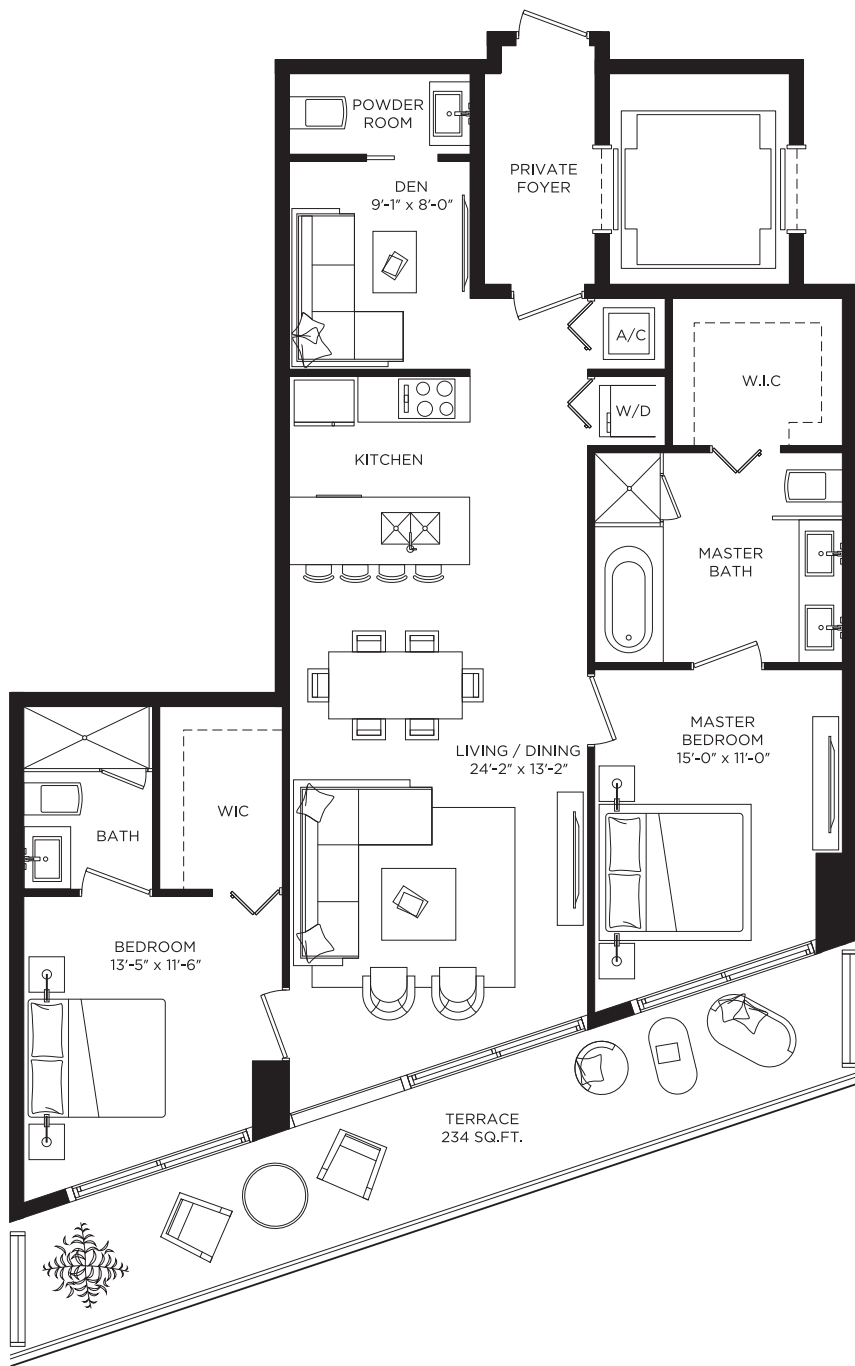 POWDER
ROOM
PRIVATE
FOYER
DEN
9'-1" x 8'-0"
A/C
W.I.C
W/D
KITCHEN
MASTER
BATH
MASTER
BEDROOM
15'-0" x 11'-0"
LIVING / DINING
24'-2" x 13'-2"
WIC
BATH
BEDROOM
13'-5" x 11'-6"
TERRACE
234 SQ.FT.